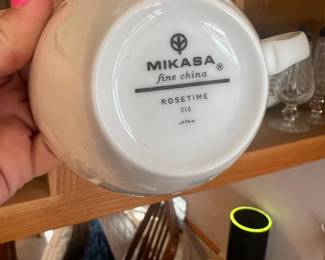 MIKASA®
fine china
ROSETIME
210
JAPAN